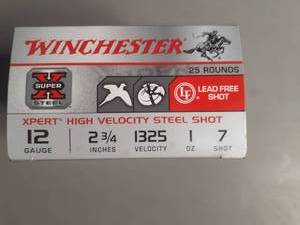 WINCHESTER
25 ROUNDS
SUPER
X
STEEL
LF
LEAD FREE
SHOT
XPERT® HIGH VELOCITY STEEL SHOT
12 2 3/4 1325 1 7
GAUGE INCHES VELOCITY OZ. SHOT